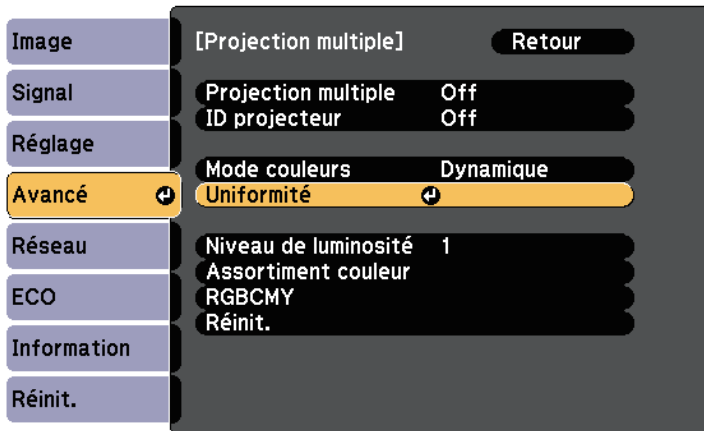 Image
Signal
Réglage
Avancé
Réseau
ECO
Information
Réinit.
[Projection multiple] Retour
Projection multiple Off
ID projecteur Off
Mode couleurs Dynamique
Uniformité
Niveau de luminosité 1
Assortiment couleur
RGBCMY
Réinit.